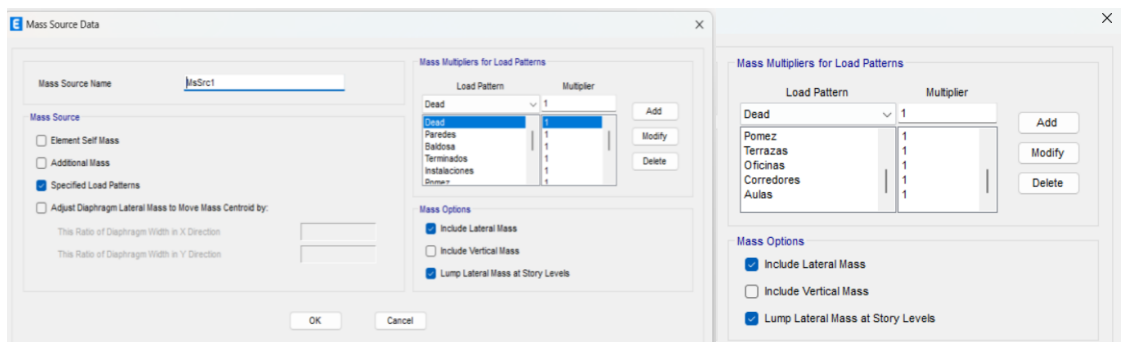 E Mass Source Data
Mass Source Name MsSrc1
Mass Source
Element Self Mass
Additional Mass
Specified Load Patterns
Adjust Diaphragm Lateral Mass to Move Mass Centroid by:
This Ratio of Diaphragm Width in X Direction
This Ratio of Diaphragm Width in Y Direction
Mass Multipliers for Load Patterns
Load Pattern Multiplier
Dead 1 Add
Dead 1
Paredes 1 Modify
Baldosa 1
Terminados 1 Delete
Instalaciones 1
Pomez 1
Mass Options
Include Lateral Mass
Include Vertical Mass
Lump Lateral Mass at Story Levels
OK Cancel
Mass Multipliers for Load Patterns
Load Pattern Multiplier
Dead 1 Add
Pomez 1
Terrazas 1 Modify
Oficinas 1
Corredores 1 Delete
Aulas 1
Mass Options
Include Lateral Mass
Include Vertical Mass
Lump Lateral Mass at Story Levels